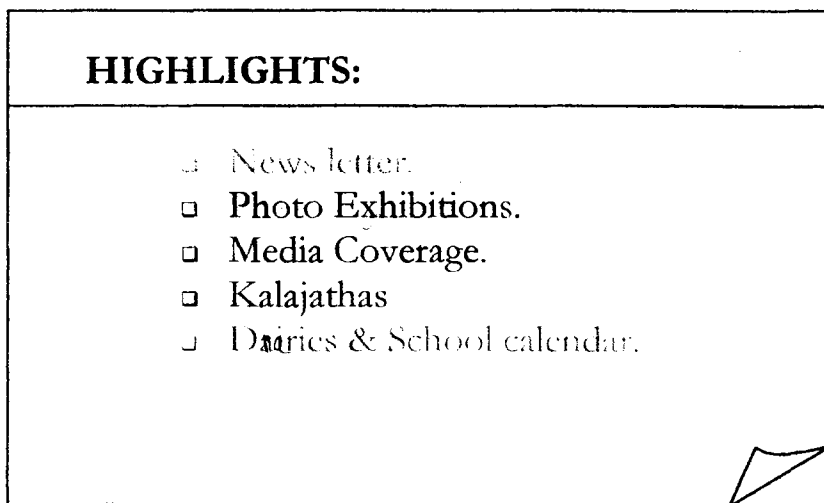 HIGHLIGHTS:
News letter.
Photo Exhibitions.
Media Coverage.
Kalajathas
Dairies & School calendar.